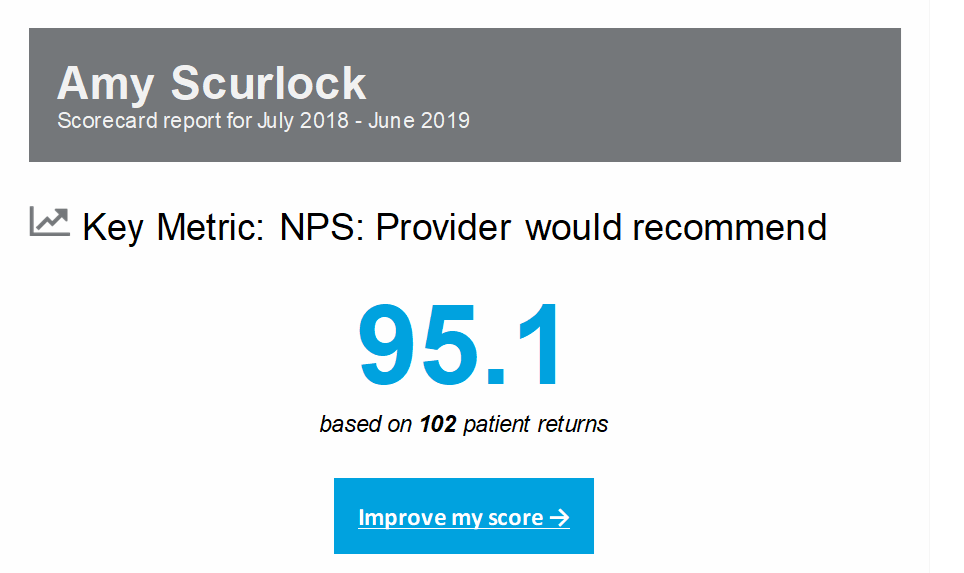 Amy Scurlock
Scorecard report for July 2018 - June 2019
Key Metric: NPS: Provider would recommend
95.1
based on 102 patient returns
Improve my score →